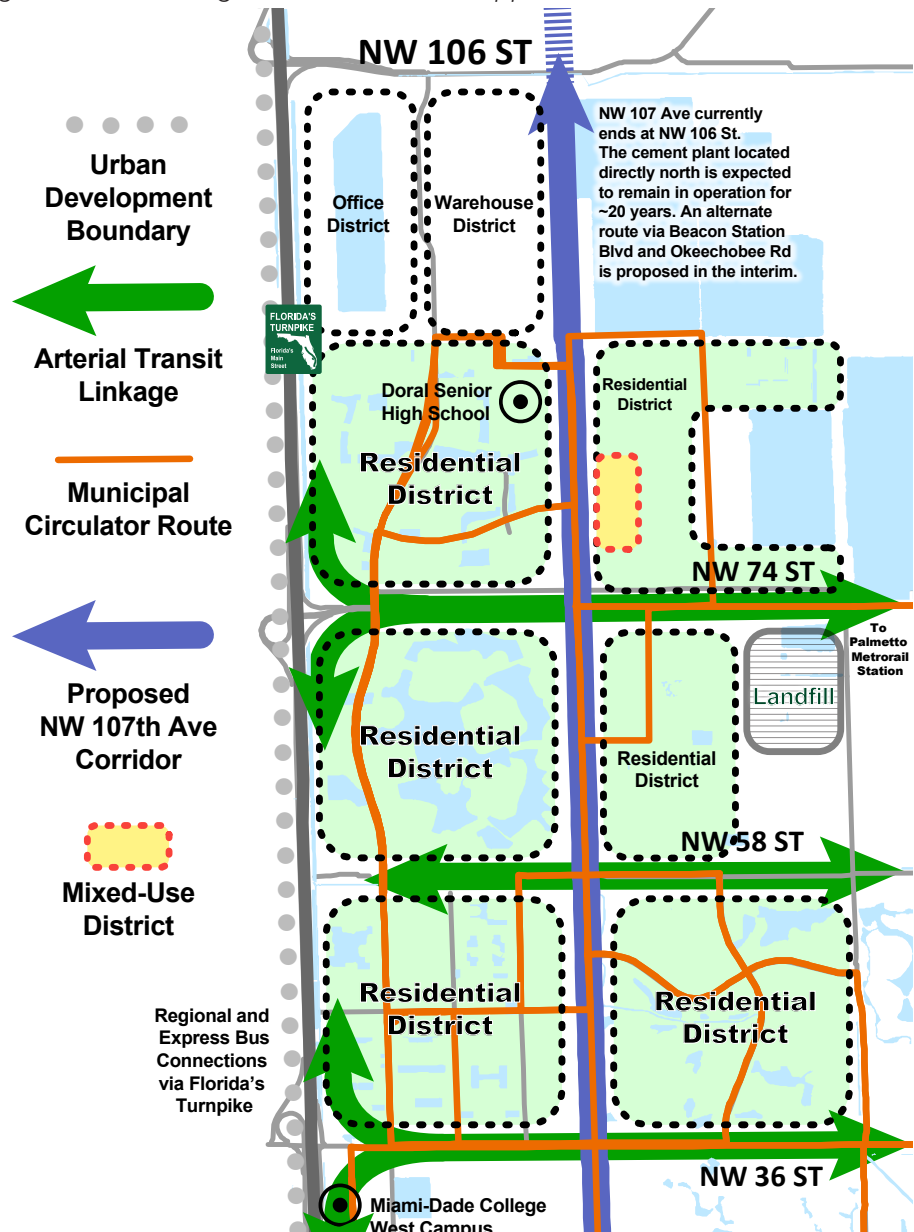 NW 106 ST
Urban
Development
Boundary
Arterial Transit
Linkage
Municipal
Circulator Route
Proposed
NW 107th Ave
Corridor
Mixed-Use
District
NW 107 Ave currently
ends at NW 106 St.
The cement plant located
directly north is expected
to remain in operation for
~20 years. An alternate
route via Beacon Station
Blvd and Okeechobee Rd
is proposed in the interim.
Office
District
Warehouse
District
FLORIDA'S
TURNPIKE
Florida's
Main
Street
Doral Senior
High School
Residential
District
Residential
District
NW 74 ST
To
Palmetto
Metrorail
Station
Landfill
Residential
District
Residential
District
NW 58 ST
Residential
District
Residential
District
Regional and
Express Bus
Connections
via Florida's
Turnpike
NW 36 ST
Miami-Dade College
West Campus